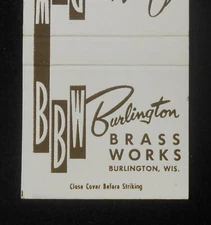 BBW
Burlington
BRASS
WORKS
BURLINGTON, WIS.
Close Cover Before Striking